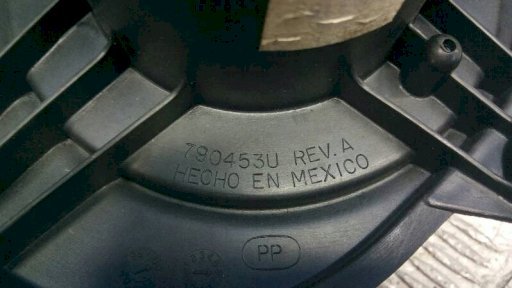 790453U REV. A
HECHO EN MEXICO
PP